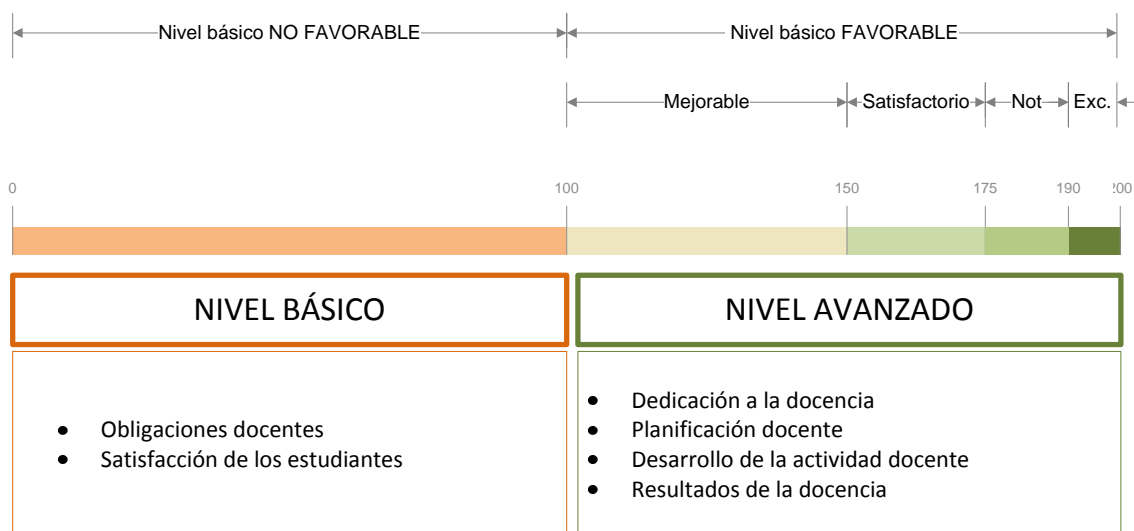 Nivel básico NO FAVORABLE
Nivel básico FAVORABLE
Mejorable
Satisfactorio
Not
Exc.
0
100
150
175
190
200
NIVEL BÁSICO
NIVEL AVANZADO
• Obligaciones docentes
• Satisfacción de los estudiantes
• Dedicación a la docencia
• Planificación docente
• Desarrollo de la actividad docente
• Resultados de la docencia